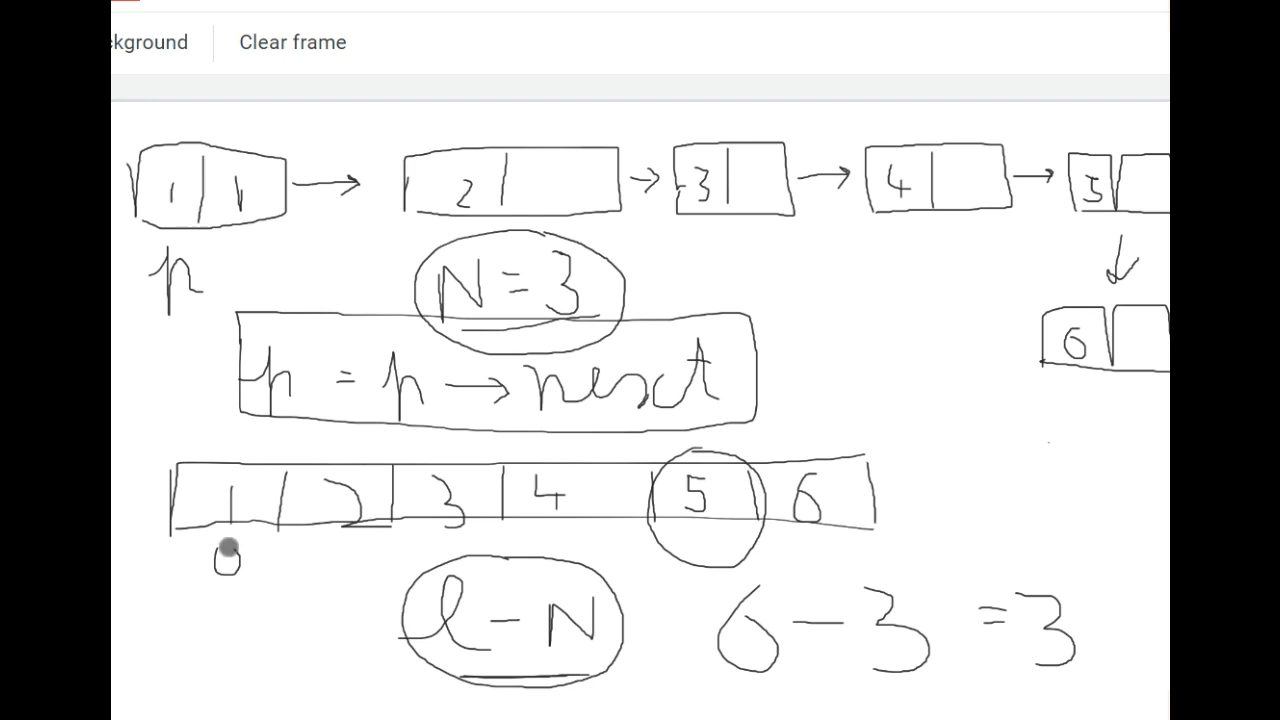 kground Clear frame
1 1 → 2 → 3 → 4 → 5
N = 3
6
p
p = p → next
1 2 3 4 5 6
0
l - N 6 - 3 = 3